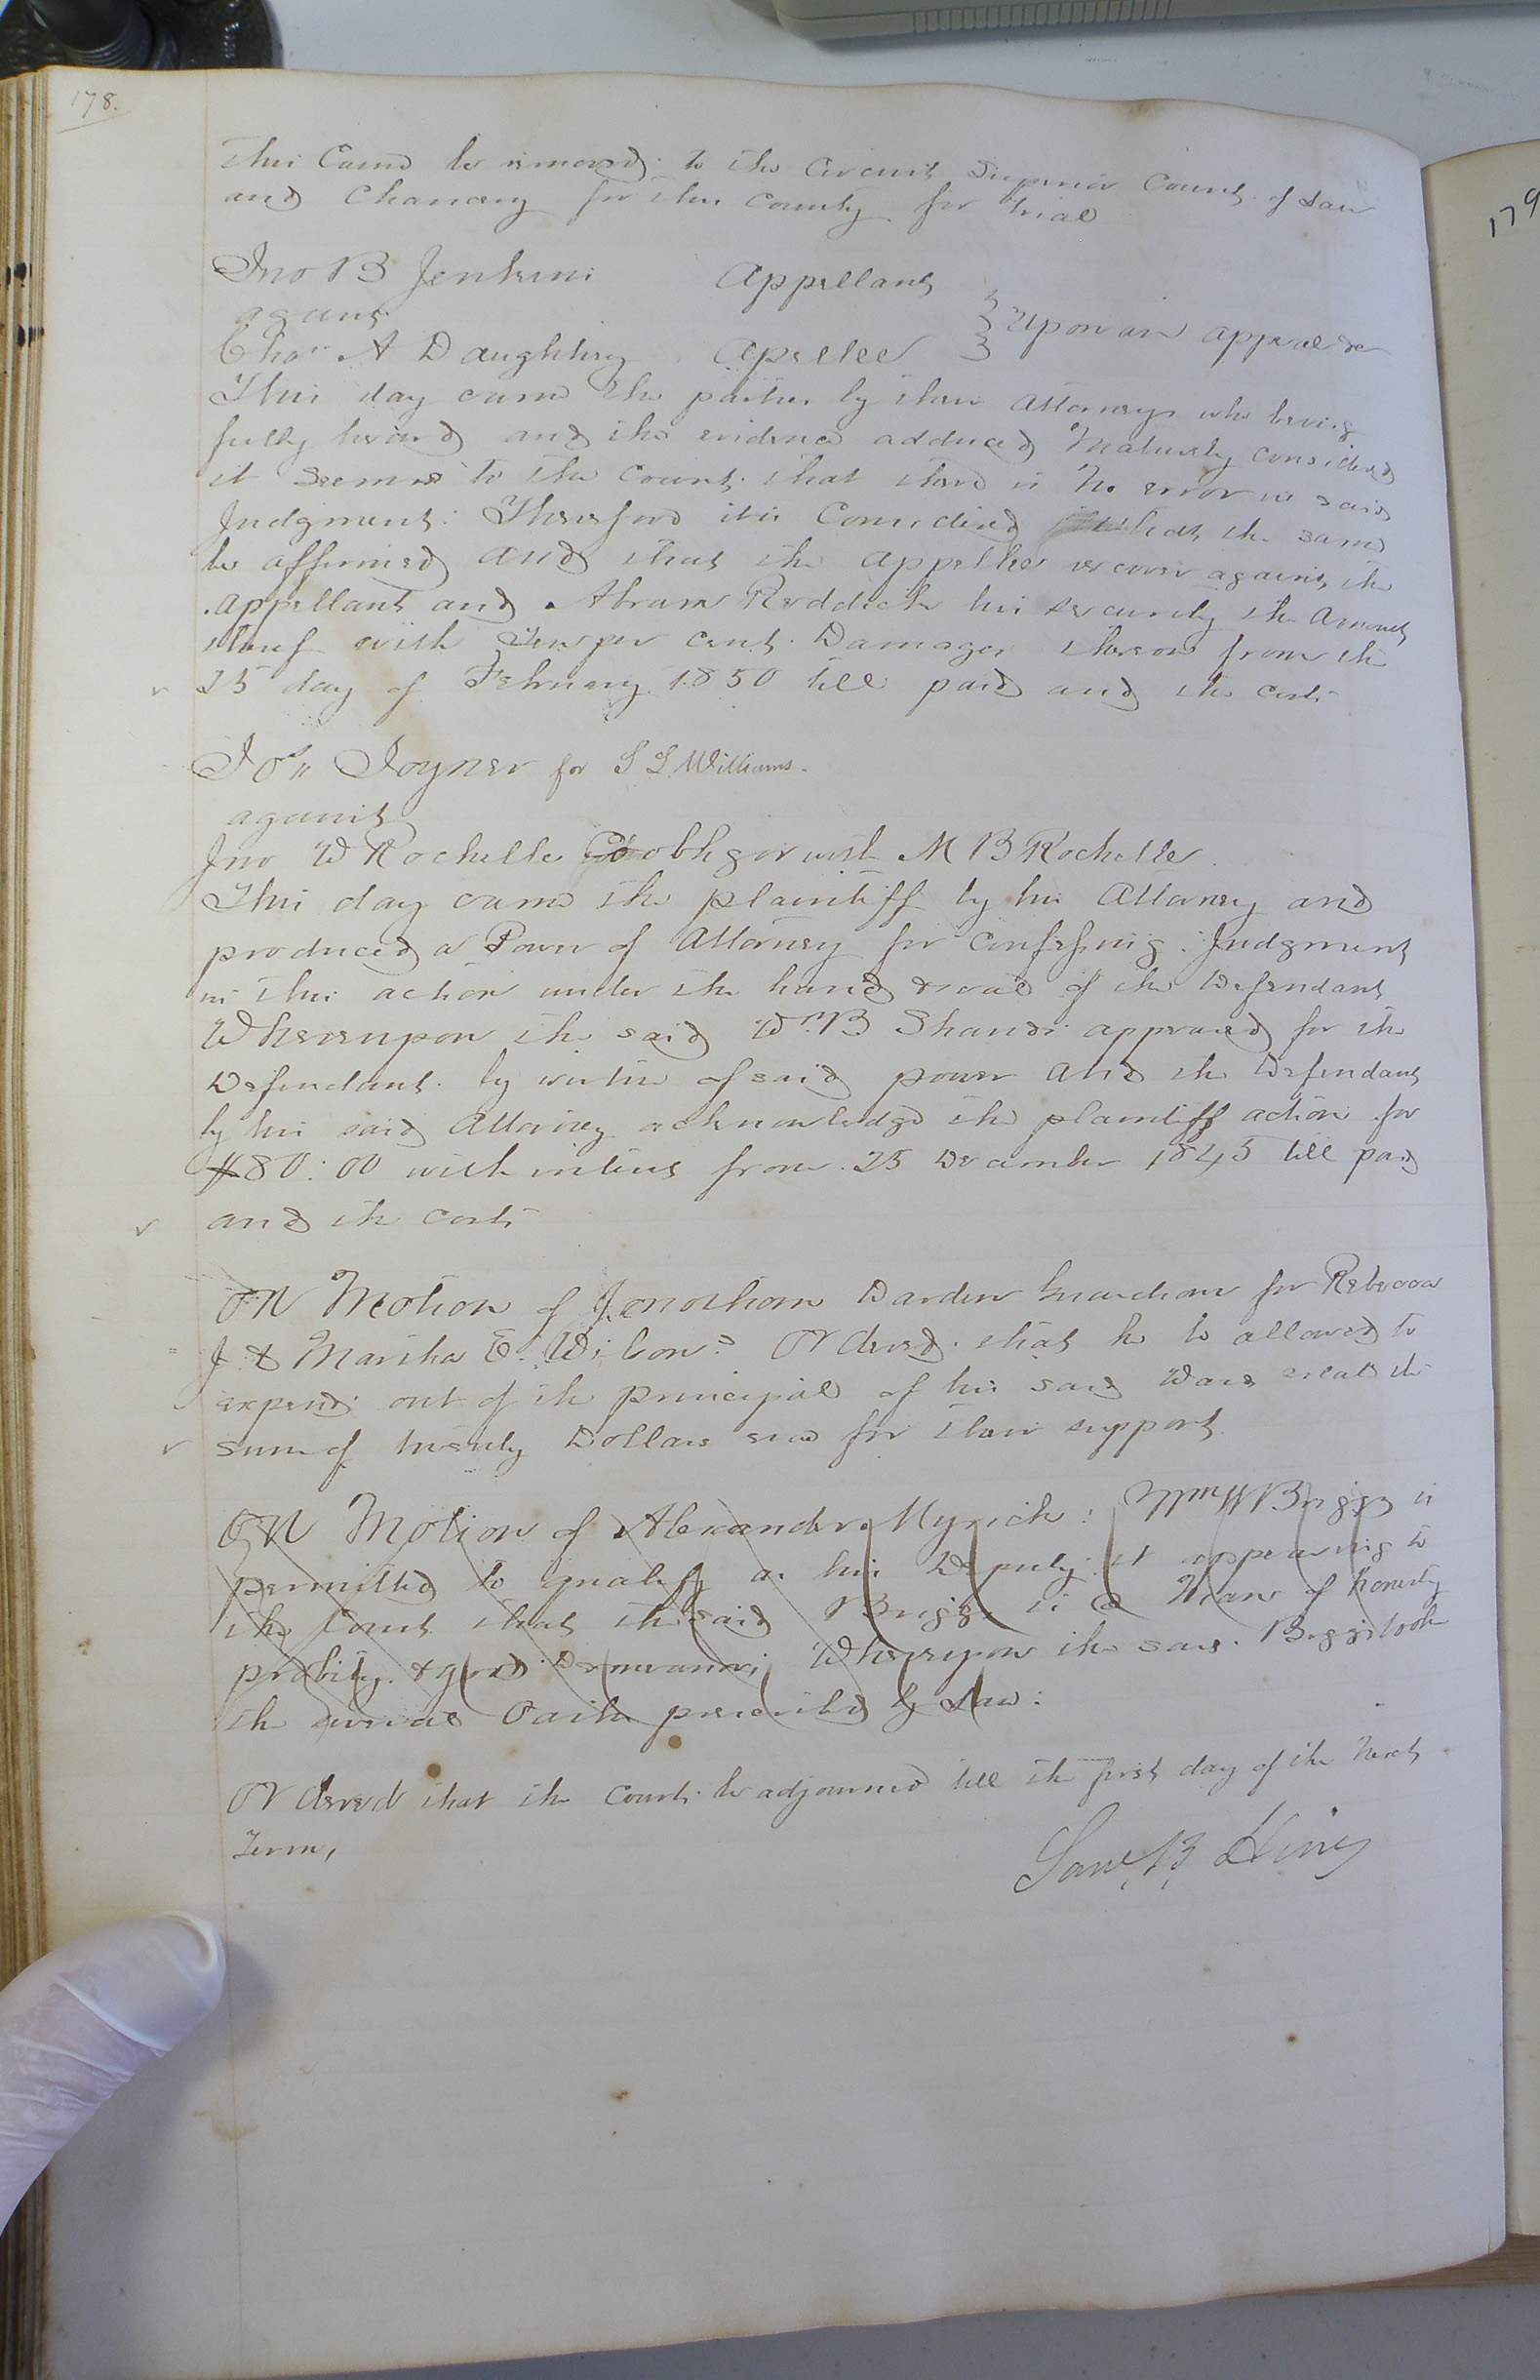 178.
This Cause be removed to the Circuit Superior Court of Law
and Chancery for this County for trial
Jno B Jenkins Appellant
against
Chas A Daughtrey Apellee } Upon an appeal &c
This day came the parties by their Attorneys who being
fully heard and the evidence adduced Maturely considered
it seems to the Court that there is No error in said
Judgment: Therefore it is Considered that the same
be affirmed and that the Appellee recover against the
Appellant and Abram Reddick his security the Amount
thereof with Ten per cent Damages thereon from the
25 day of February 1850 till paid and the costs
Jos Joyner for S L Williams
against
Jno W Rochelle Co obligor with M B Rochelle
This day came the plaintiff by his Attorney and
produced a Power of Attorney for Confessing Judgment
in this action under the hand & seal of the Defendant
Whereupon the said Wm B Shands appeared for the
Defendant by virtue of said power and the Defendant
by his said Attorney acknowledge the plaintiff action for
$80:00 with interest from 25 December 1845 till paid
and the costs
ON Motion of Jonathan Darden Guardian for Rebecca
J & Martha E. Ordered that he be allowed to
expend out of the principal of his said Wards estate the
sum of twenty Dollars each for their support
ON Motion of Alexander Myrick: Wm W Briggs is
permitted to qualify as his Deputy: it appearing to
the Court that the said Briggs is a Man of honesty
probity & good Demeanor; Whereupon the said Briggs took
the several Oaths prescribed by Law:
Ordered that the Court be adjourned till the first day of the Next
Term,
Saml B Hines
179